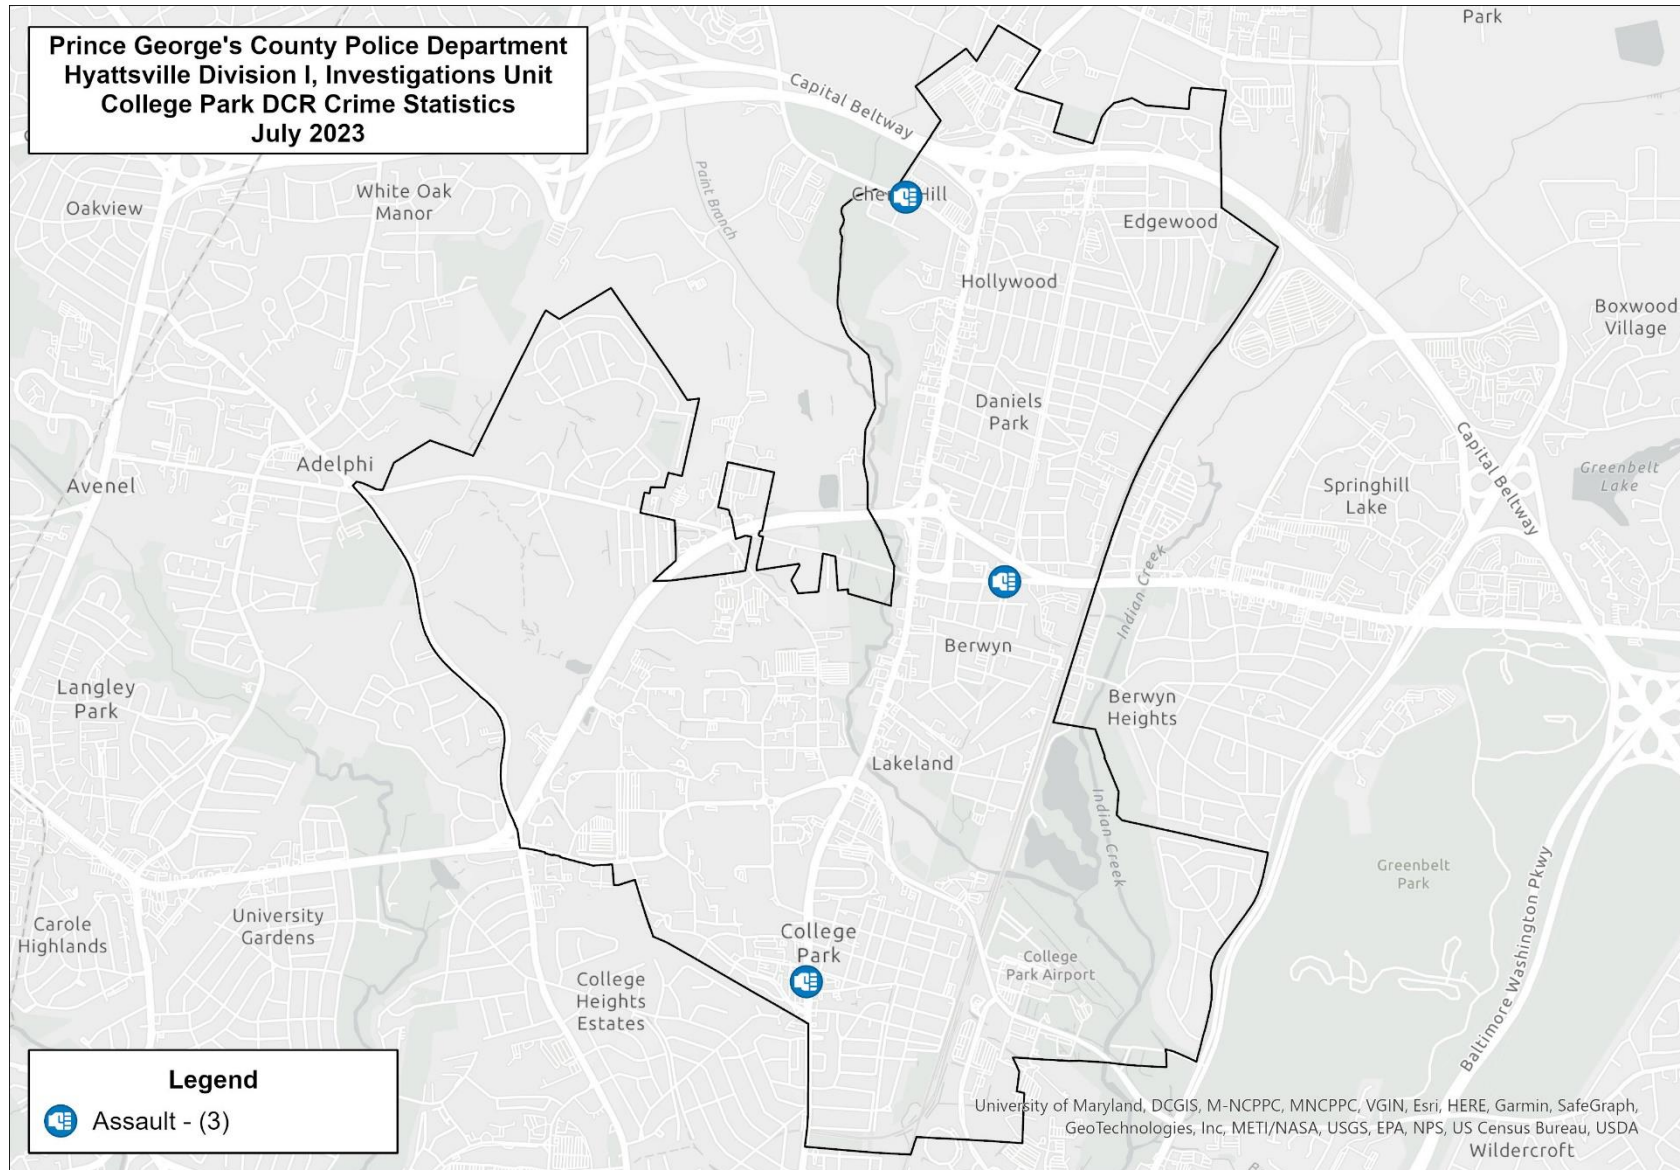 Prince George's County Police Department
Hyattsville Division I, Investigations Unit
College Park DCR Crime Statistics
July 2023
Park
Capital Beltway
Paint Branch
White Oak
Manor
Oakview
Hill
Edgewood
Hollywood
Boxwood
Village
Daniels
Park
Capital Beltway
Adelphi
Avenel
Springhill
Lake
Greenbelt
Lake
Indian Creek
Berwyn
Langley
Park
Berwyn
Heights
Lakeland
Indian Creek
Greenbelt
Park
Baltimore Washington Pkwy
Carole
Highlands
University
Gardens
College
Park
College
Park Airport
College
Heights
Estates
Legend
Assault - (3)
University of Maryland, DCGIS, M-NCPPC, MNCPPC, VGIN, Esri, HERE, Garmin, SafeGraph,
GeoTechnologies, Inc, METI/NASA, USGS, EPA, NPS, US Census Bureau, USDA
Wildercroft